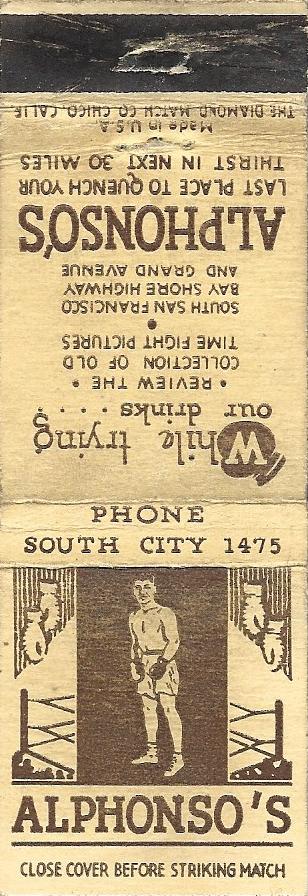 While trying
our drinks . . . .
• REVIEW THE •
COLLECTION OF OLD
TIME FIGHT PICTURES
•
SOUTH SAN FRANCISCO
BAY SHORE HIGHWAY
AND GRAND AVENUE
ALPHONSO'S
LAST PLACE TO QUENCH YOUR
THIRST IN NEXT 30 MILES
Made in U.S.A.
THE DIAMOND MATCH CO. CHICO, CALIF.
PHONE
SOUTH CITY 1475
ALPHONSO'S
CLOSE COVER BEFORE STRIKING MATCH